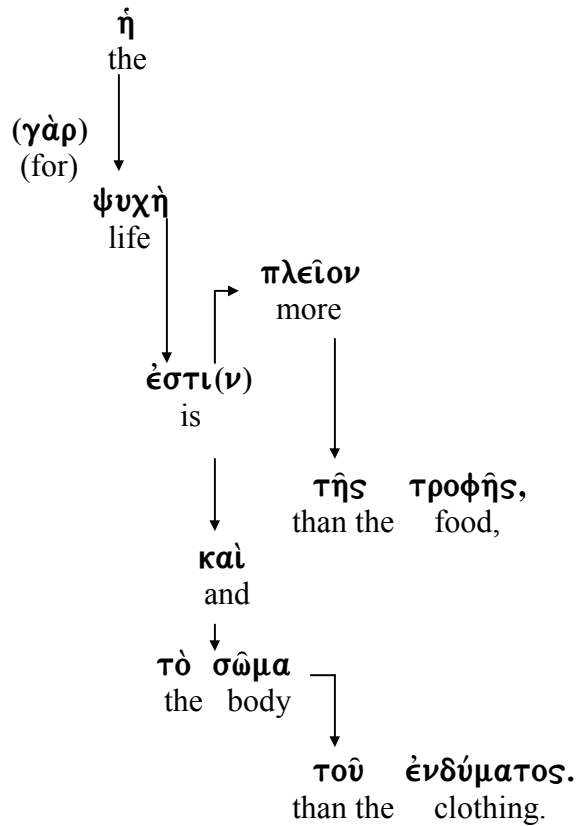 ἡ
the
(γὰρ)
(for)
ψυχὴ
life
πλεῖον
more
ἐστι(ν)
is
τῆς τροφῆς,
than the food,
καὶ
and
τὸ σῶμα
the body
τοῦ ἐνδύματος.
than the clothing.